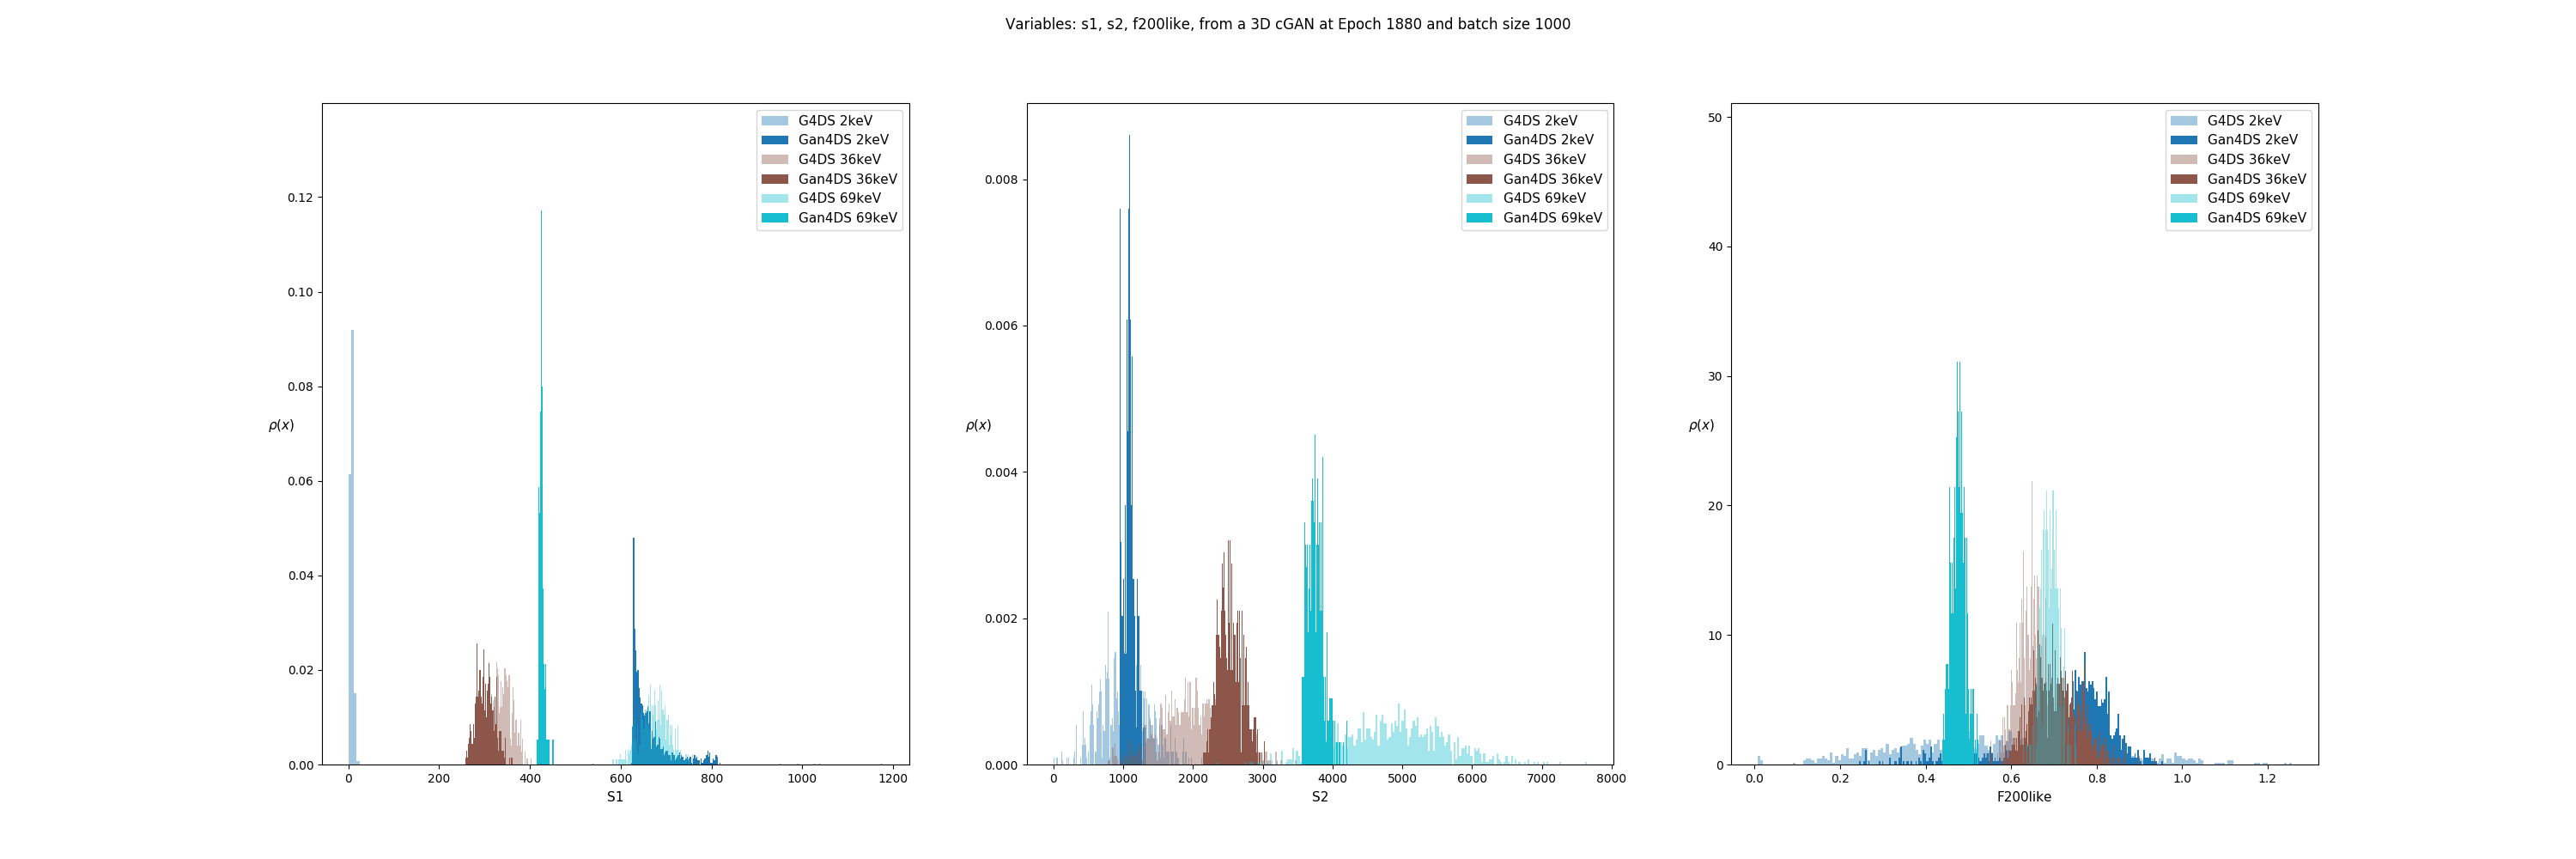 Variables: s1, s2, f200like, from a 3D cGAN at Epoch 1880 and batch size 1000
G4DS 2keV
Gan4DS 2keV
G4DS 36keV
Gan4DS 36keV
G4DS 69keV
Gan4DS 69keV
0.12
0.10
0.08
ρ(x)
0.06
0.04
0.02
0.00
0 200 400 600 800 1000 1200
S1
G4DS 2keV
Gan4DS 2keV
G4DS 36keV
Gan4DS 36keV
G4DS 69keV
Gan4DS 69keV
0.008
0.006
ρ(x)
0.004
0.002
0.000
0 1000 2000 3000 4000 5000 6000 7000 8000
S2
G4DS 2keV
Gan4DS 2keV
G4DS 36keV
Gan4DS 36keV
G4DS 69keV
Gan4DS 69keV
50
40
30
ρ(x)
20
10
0
0.0 0.2 0.4 0.6 0.8 1.0 1.2
F200like